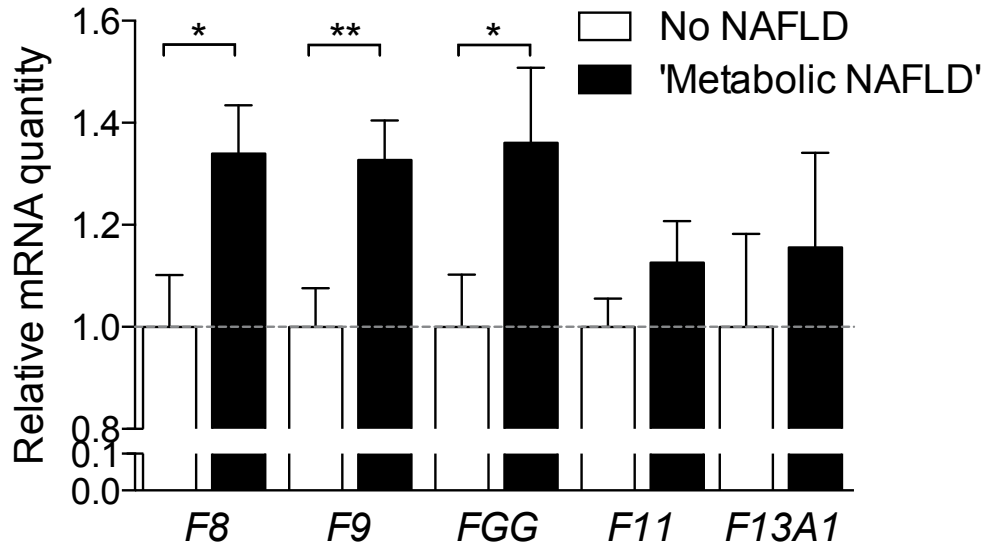 Relative mRNA quantity
1.6
1.4
1.2
1.0
0.8
0.1
0.0
* ** *
No NAFLD
'Metabolic NAFLD'
F8 F9 FGG F11 F13A1